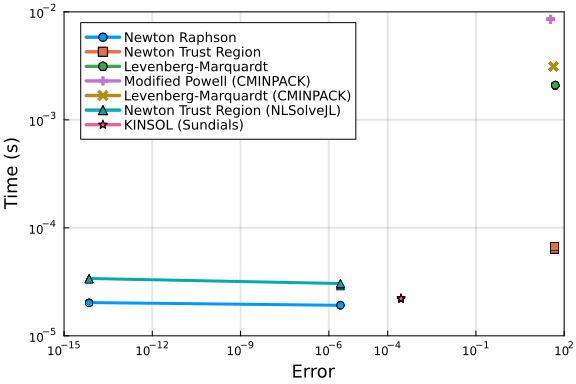 10⁻²
Newton Raphson
Newton Trust Region
Levenberg-Marquardt
Modified Powell (CMINPACK)
Levenberg-Marquardt (CMINPACK)
Newton Trust Region (NLSolveJL)
KINSOL (Sundials)
10⁻³
Time (s)
10⁻⁴
10⁻⁵
10⁻¹⁵ 10⁻¹² 10⁻⁹ 10⁻⁶ 10⁻⁴ 10⁻¹ 10²
Error